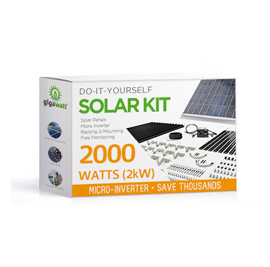 gigawatt
DO-IT-YOURSELF
SOLAR KIT
Solar Panels
Micro Inverter
Racking & Mounting
Free Monitoring
2000
WATTS (2kW)
MICRO-INVERTER • SAVE THOUSANDS